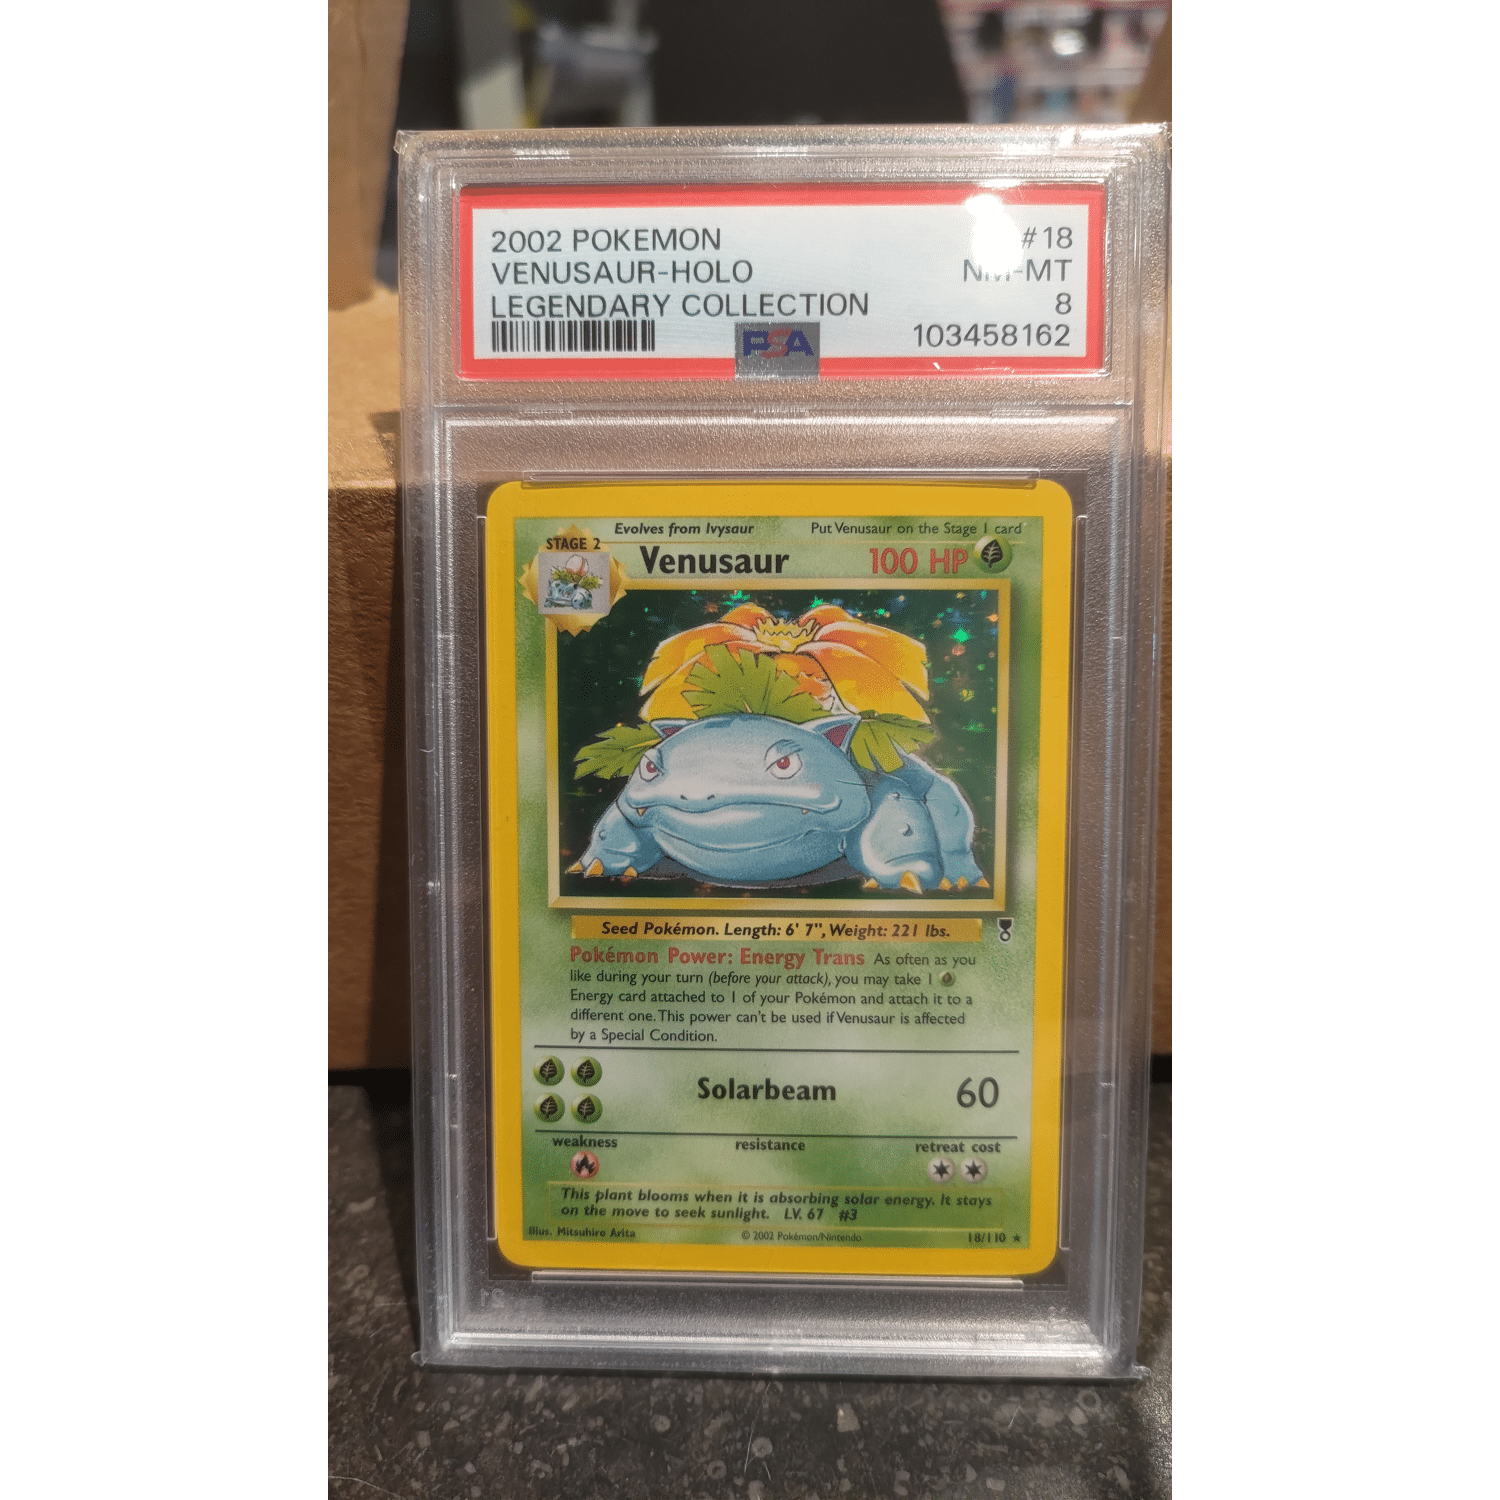 2002 POKEMON #18
VENUSAUR-HOLO NM-MT
LEGENDARY COLLECTION 8
PSA 103458162
Evolves from Ivysaur Put Venusaur on the Stage 1 card
STAGE 2
Venusaur 100 HP
Seed Pokémon. Length: 6' 7", Weight: 221 lbs.
Pokémon Power: Energy Trans As often as you
like during your turn (before your attack), you may take 1
Energy card attached to 1 of your Pokémon and attach it to a
different one. This power can't be used if Venusaur is affected
by a Special Condition.
Solarbeam 60
weakness resistance retreat cost
This plant blooms when it is absorbing solar energy. It stays
on the move to seek sunlight. LV. 67 #3
Illus. Mitsuhiro Arita © 2002 Pokémon/Nintendo 18/110 ★